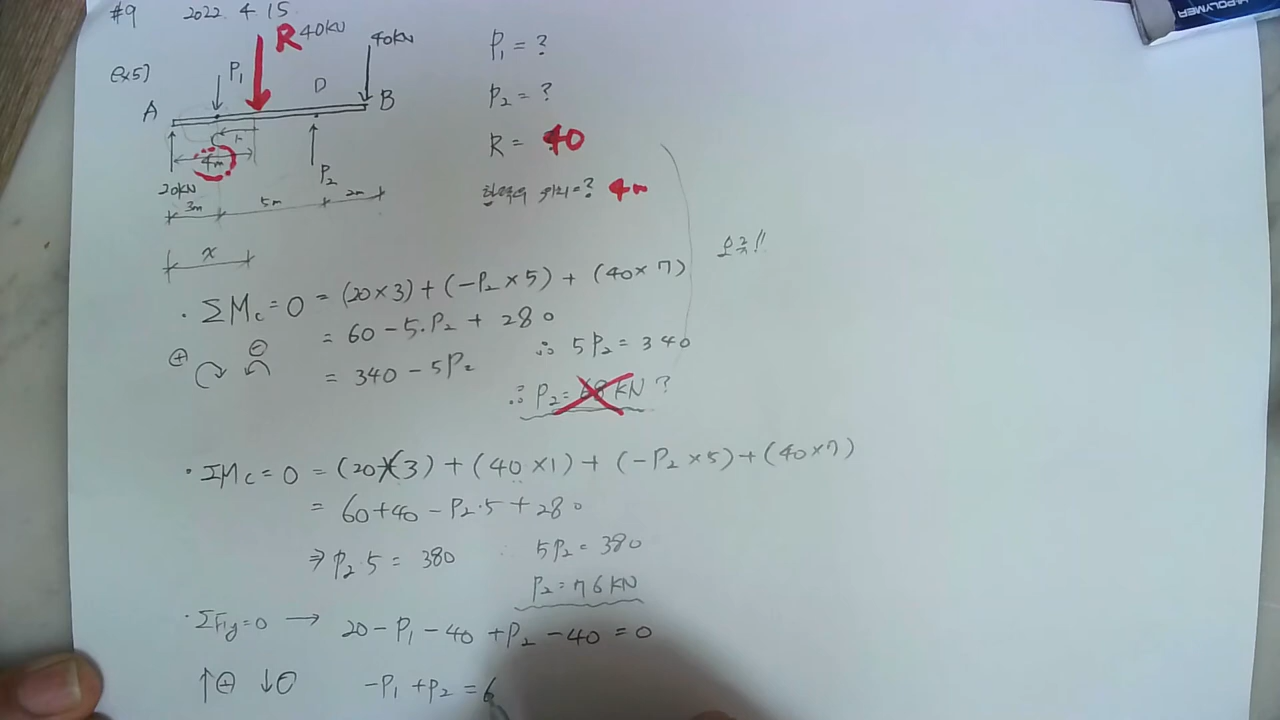 #9 2022. 4. 15
R 40kN
40kN
ex5)
P₁
D
A
B
C
4m
20kN
P₂
3m
5m
2m
x
P₁ = ?
P₂ = ?
R = 40
합력의 위치=? 4m
오류!!
· ΣMc = 0 = (20×3) + (-P₂×5) + (40×7)
= 60 - 5·P₂ + 280
= 340 - 5P₂
⊕ ⊖
∴ 5P₂ = 340
∴ P₂ = 68 kN ?
· ΣMc = 0 = (20×3) + (40×1) + (-P₂×5) + (40×7)
= 60+40 - P₂·5 + 280
⇒ P₂·5 = 380
5P₂ = 380
P₂ = 76 kN
· ΣFy = 0 → 20 - P₁ - 40 + P₂ - 40 = 0
↑⊕ ↓⊖ -P₁ + P₂ = 6